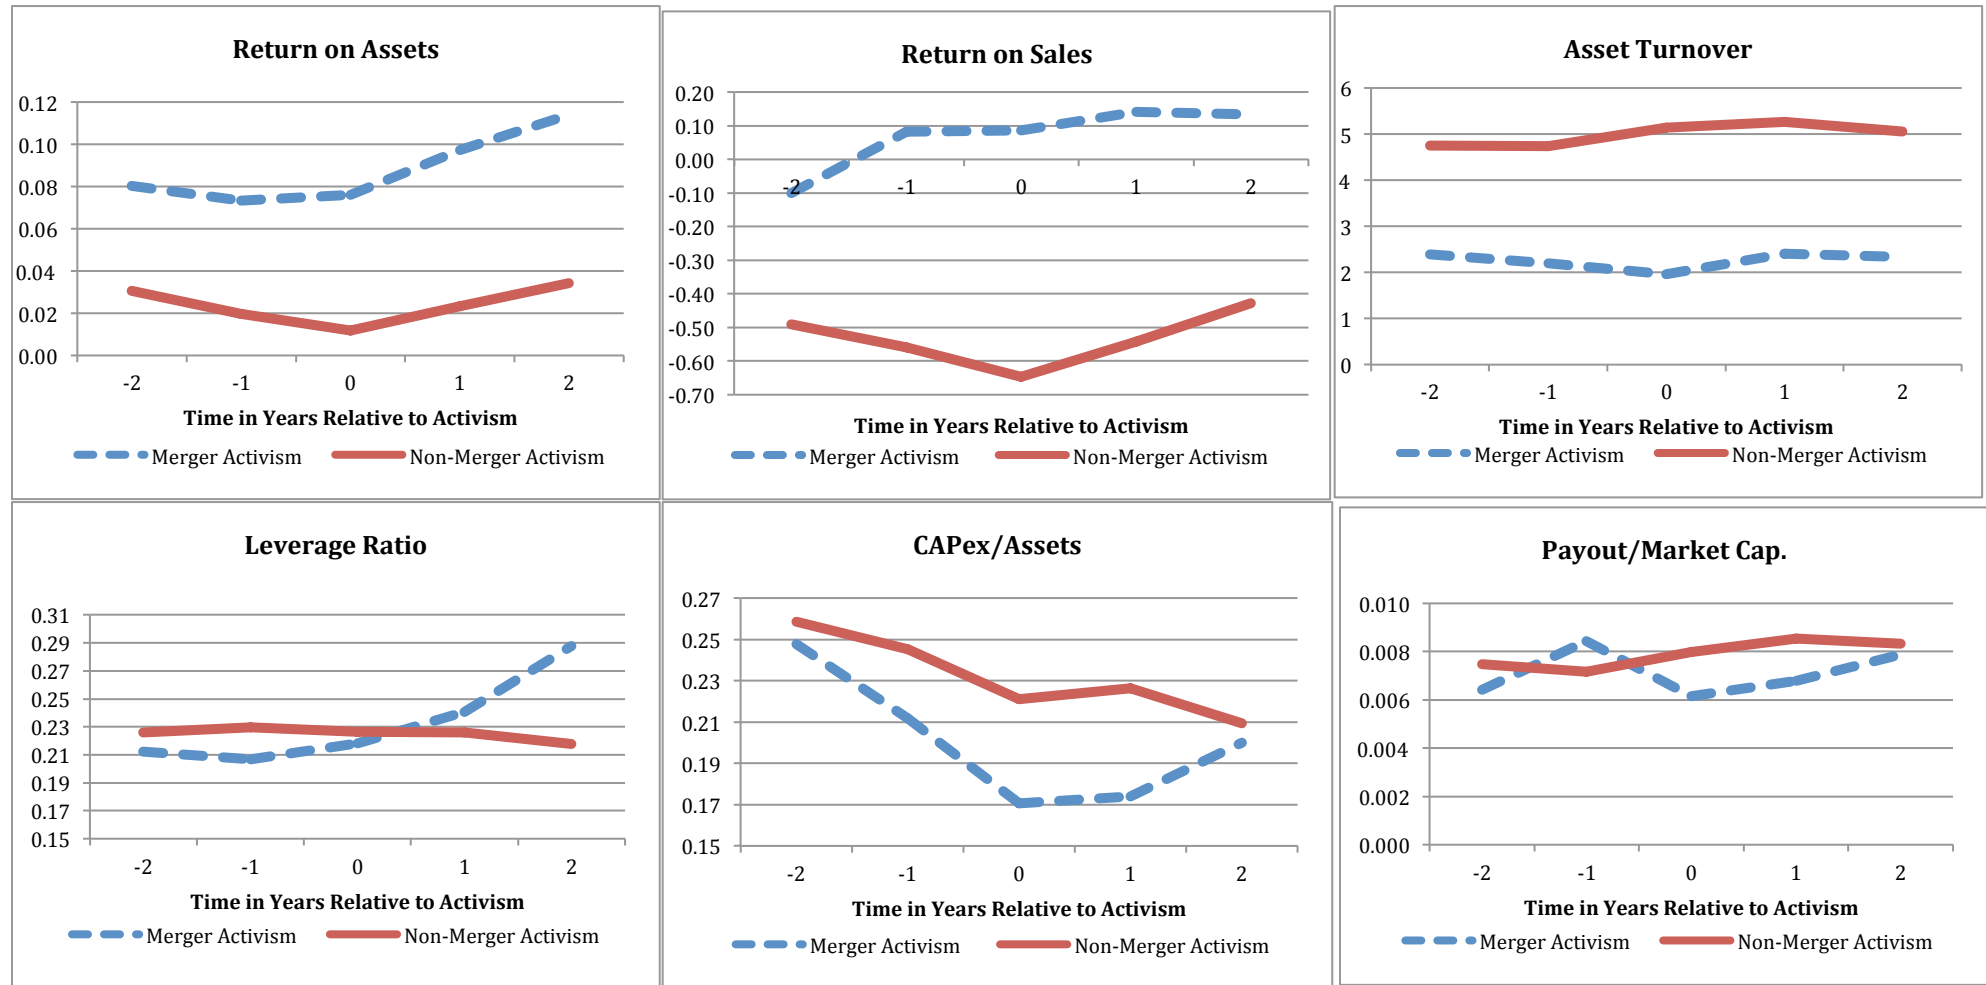 Return on Assets
0.12
0.10
0.08
0.06
0.04
0.02
0.00
-2 -1 0 1 2
Time in Years Relative to Activism
Merger Activism Non-Merger Activism
Return on Sales
0.20
0.10
0.00
-0.10
-0.20
-0.30
-0.40
-0.50
-0.60
-0.70
-2 -1 0 1 2
Time in Years Relative to Activism
Merger Activism Non-Merger Activism
Asset Turnover
6
5
4
3
2
1
0
-2 -1 0 1 2
Time in Years Relative to Activism
Merger Activism Non-Merger Activism
Leverage Ratio
0.31
0.29
0.27
0.25
0.23
0.21
0.19
0.17
0.15
-2 -1 0 1 2
Time in Years Relative to Activism
Merger Activism Non-Merger Activism
CAPex/Assets
0.27
0.25
0.23
0.21
0.19
0.17
0.15
-2 -1 0 1 2
Time in Years Relative to Activism
Merger Activism Non-Merger Activism
Payout/Market Cap.
0.010
0.008
0.006
0.004
0.002
0.000
-2 -1 0 1 2
Time in Years Relative to Activism
Merger Activism Non-Merger Activism